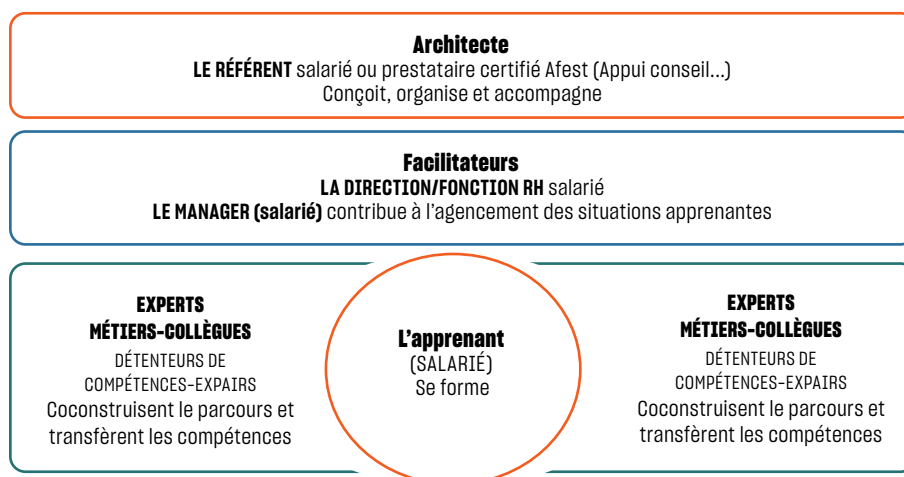 Architecte
LE RÉFÉRENT salarié ou prestataire certifié Afest (Appui conseil...)
Conçoit, organise et accompagne
Facilitateurs
LA DIRECTION/FONCTION RH salarié
LE MANAGER (salarié) contribue à l'agencement des situations apprenantes
EXPERTS
MÉTIERS-COLLÈGUES
DÉTENTEURS DE
COMPÉTENCES-EXPAIRS
Coconstruisent le parcours et
transfèrent les compétences
L'apprenant
(SALARIÉ)
Se forme
EXPERTS
MÉTIERS-COLLÈGUES
DÉTENTEURS DE
COMPÉTENCES-EXPAIRS
Coconstruisent le parcours et
transfèrent les compétences